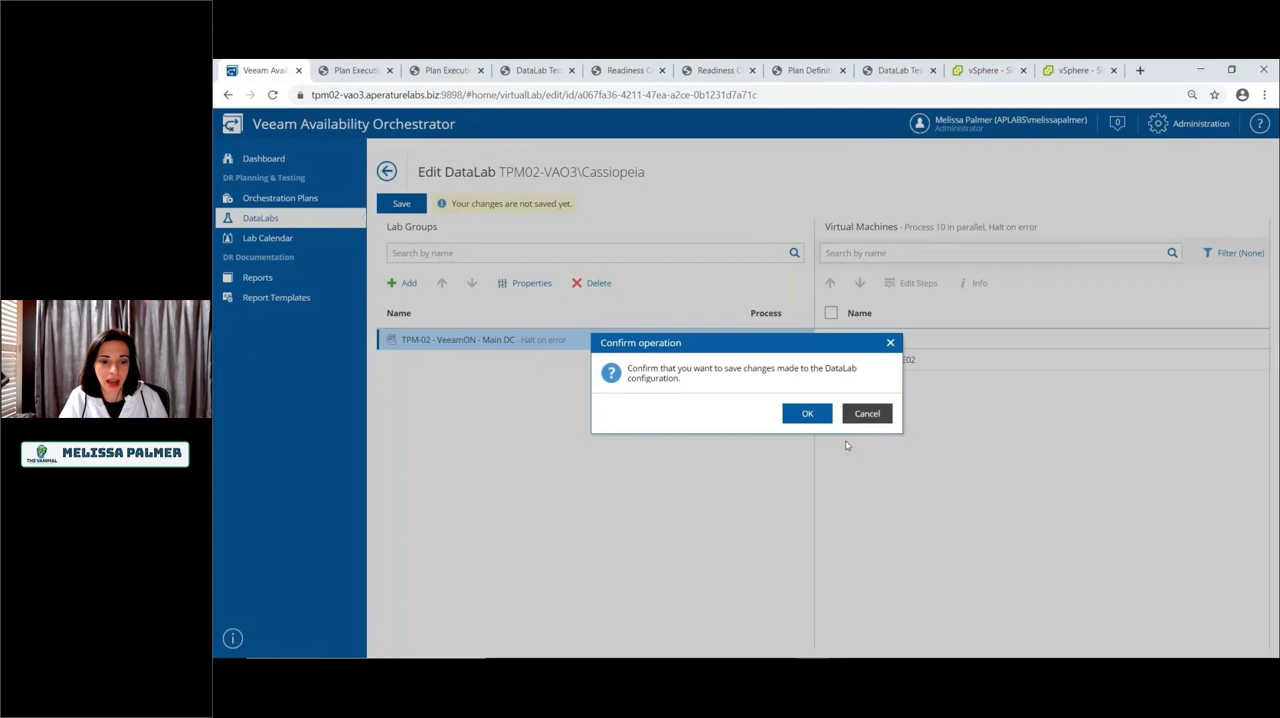 Veeam Avai
Plan Executi
Plan Executi
DataLab Tes
Readiness C
Readiness C
Plan Definit
DataLab Tes
vSphere - Si
vSphere - Si
tpm02-vao3.aperaturelabs.biz:9898/#home/virtualLab/edit/id/a067fa36-4211-47ea-a2ce-0b1231d7a71c
Veeam Availability Orchestrator
Melissa Palmer (APLABS\melissapalmer)
Administrator
0
Administration
?
Dashboard
DR Planning & Testing
Orchestration Plans
DataLabs
Lab Calendar
DR Documentation
Reports
Report Templates
Edit DataLab TPM02-VAO3\Cassiopeia
Save
Your changes are not saved yet.
Lab Groups
Search by name
Add
Properties
Delete
Name
Process
TPM-02 - VeeamON - Main DC - Halt on error
Virtual Machines - Process 10 in parallel, Halt on error
Search by name
Filter (None)
Edit Steps
Info
Name
E02
Confirm operation
Confirm that you want to save changes made to the DataLab
configuration.
OK
Cancel
THEVANIMAL
MELISSA PALMER